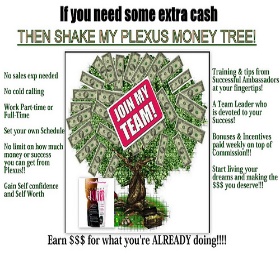 If you need some extra cash
THEN SHAKE MY PLEXUS MONEY TREE!
No sales exp needed
No cold calling
Work Part-time or
Full-Time
Set your own Schedule
No limit on how much
money or success
you can get from
Plexus!!
Gain Self confidence
and Self Worth
JOIN MY
TEAM!
Training & tips from
Successful Ambassadors
at your fingertips!
A Team Leader who
is devoted to your
Success!
Bonuses & Incentives
paid weekly on top of
Commission!!!
Start living your
dreams and making the
$$$ you deserve!!
Earn $$$ for what you're ALREADY doing!!!!